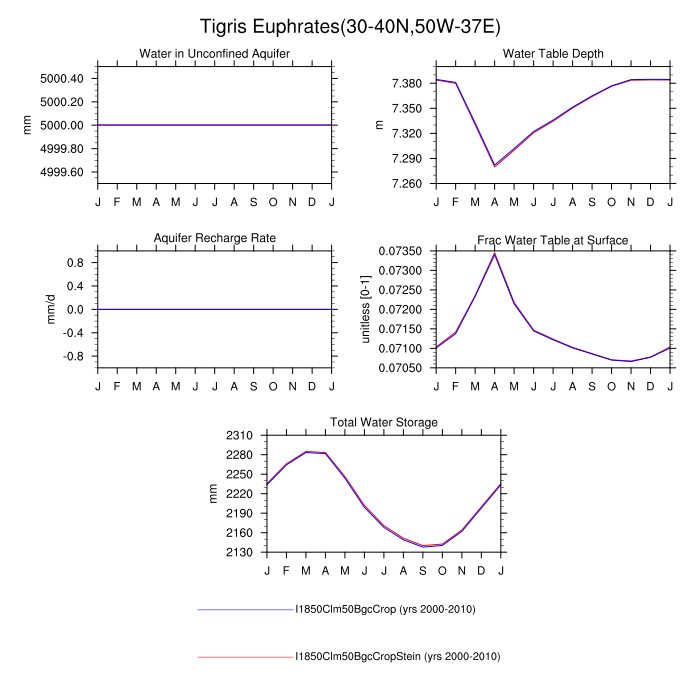 Tigris Euphrates(30-40N,50W-37E)
Water in Unconfined Aquifer
5000.40
5000.20
5000.00
4999.80
4999.60
mm
J F M A M J J A S O N D J
Water Table Depth
7.380
7.350
7.320
7.290
7.260
m
J F M A M J J A S O N D J
Aquifer Recharge Rate
0.8
0.4
0.0
-0.4
-0.8
mm/d
J F M A M J J A S O N D J
Frac Water Table at Surface
0.07350
0.07300
0.07250
0.07200
0.07150
0.07100
0.07050
unitless [0-1]
J F M A M J J A S O N D J
Total Water Storage
2310
2280
2250
2220
2190
2160
2130
mm
J F M A M J J A S O N D J
I1850Clm50BgcCrop (yrs 2000-2010)
I1850Clm50BgcCropStein (yrs 2000-2010)